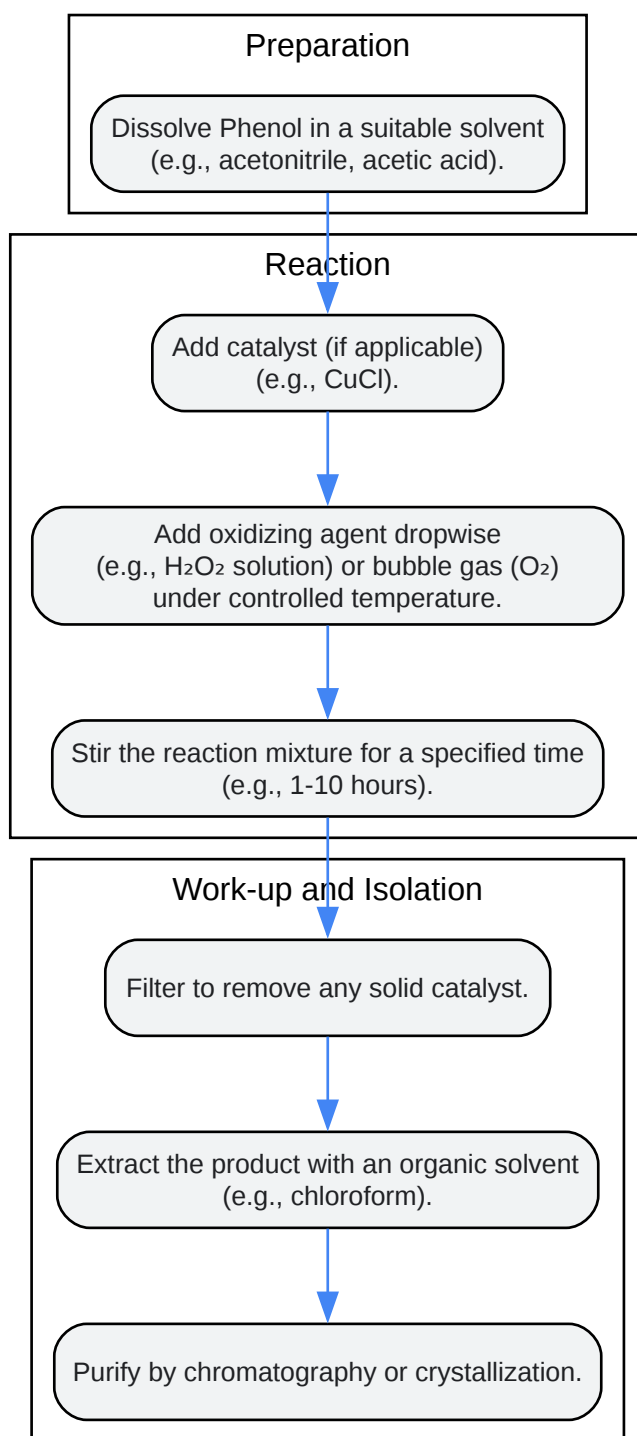 Preparation
Dissolve Phenol in a suitable solvent
(e.g., acetonitrile, acetic acid).
Reaction
Add catalyst (if applicable)
(e.g., CuCl).
Add oxidizing agent dropwise
(e.g., H₂O₂ solution) or bubble gas (O₂)
under controlled temperature.
Stir the reaction mixture for a specified time
(e.g., 1-10 hours).
Work-up and Isolation
Filter to remove any solid catalyst.
Extract the product with an organic solvent
(e.g., chloroform).
Purify by chromatography or crystallization.